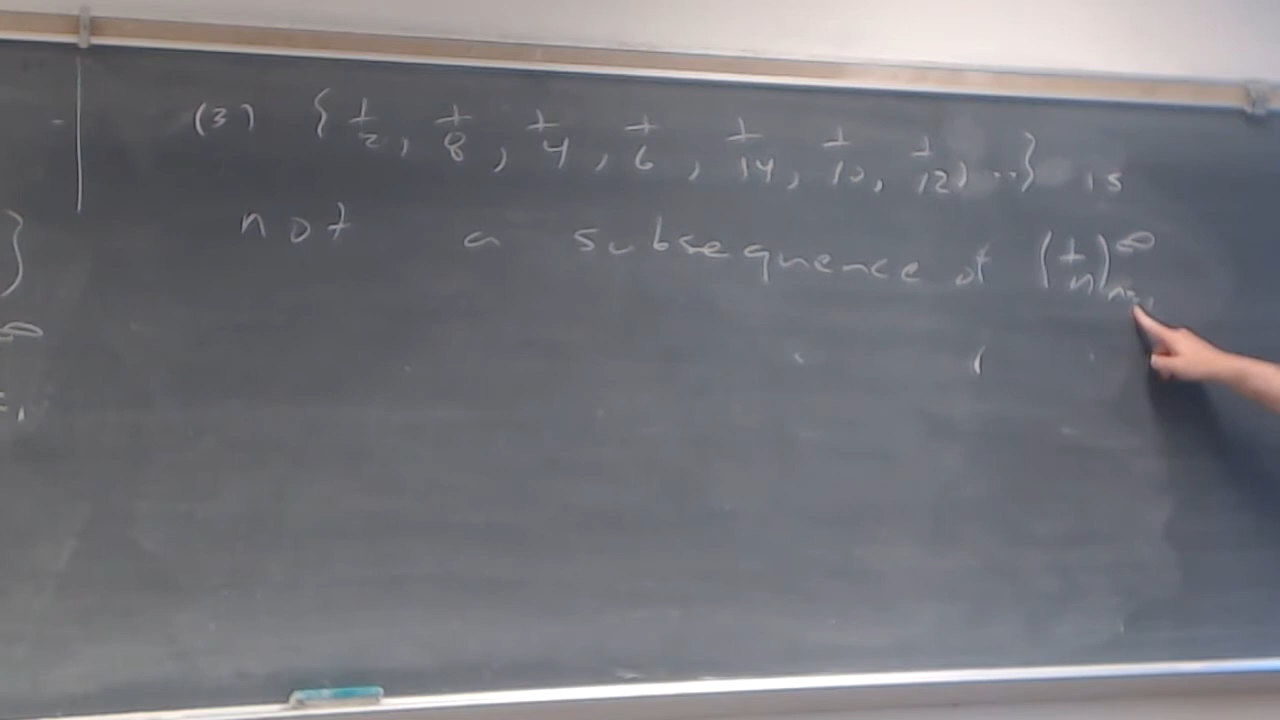 (3) { 1/2, 1/8, 1/4, 1/6, 1/14, 1/10, 1/12, ...} is
not a subsequence of (1/n)_{n=1}^∞